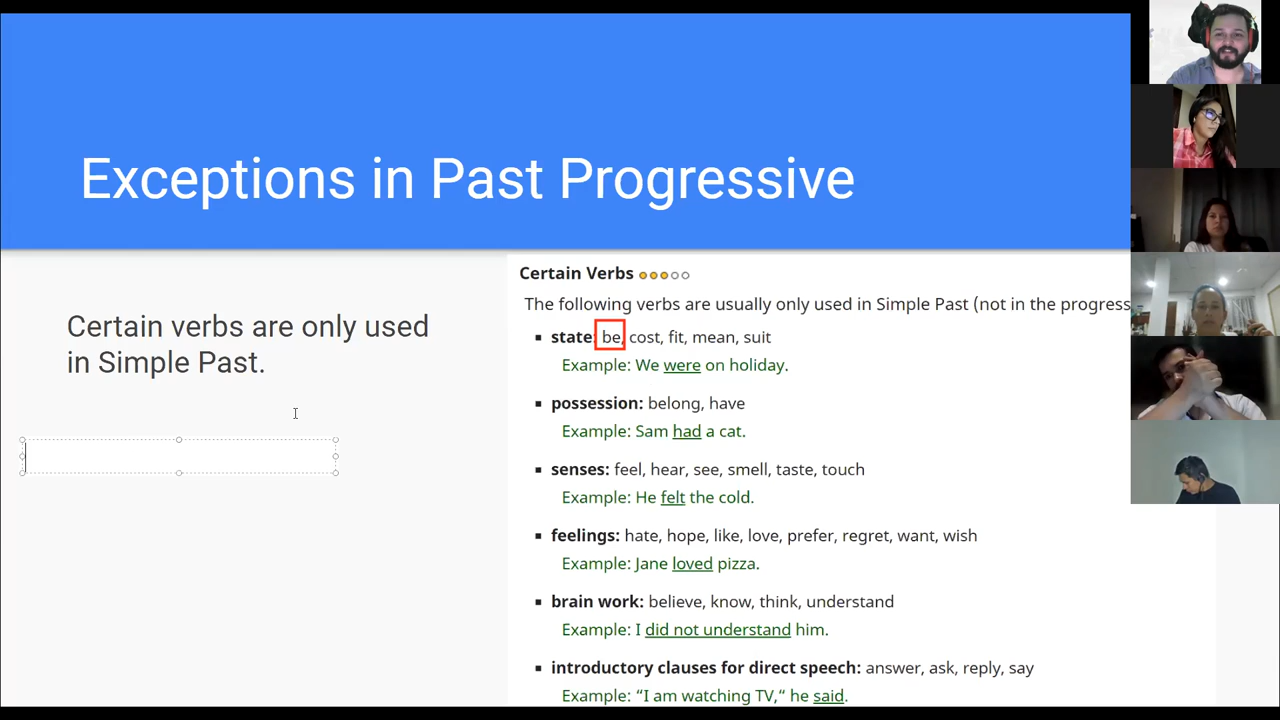 Exceptions in Past Progressive
Certain verbs are only used
in Simple Past.
Certain Verbs
The following verbs are usually only used in Simple Past (not in the progress
state: be, cost, fit, mean, suit
Example: We were on holiday.
possession: belong, have
Example: Sam had a cat.
senses: feel, hear, see, smell, taste, touch
Example: He felt the cold.
feelings: hate, hope, like, love, prefer, regret, want, wish
Example: Jane loved pizza.
brain work: believe, know, think, understand
Example: I did not understand him.
introductory clauses for direct speech: answer, ask, reply, say
Example: “I am watching TV,“ he said.